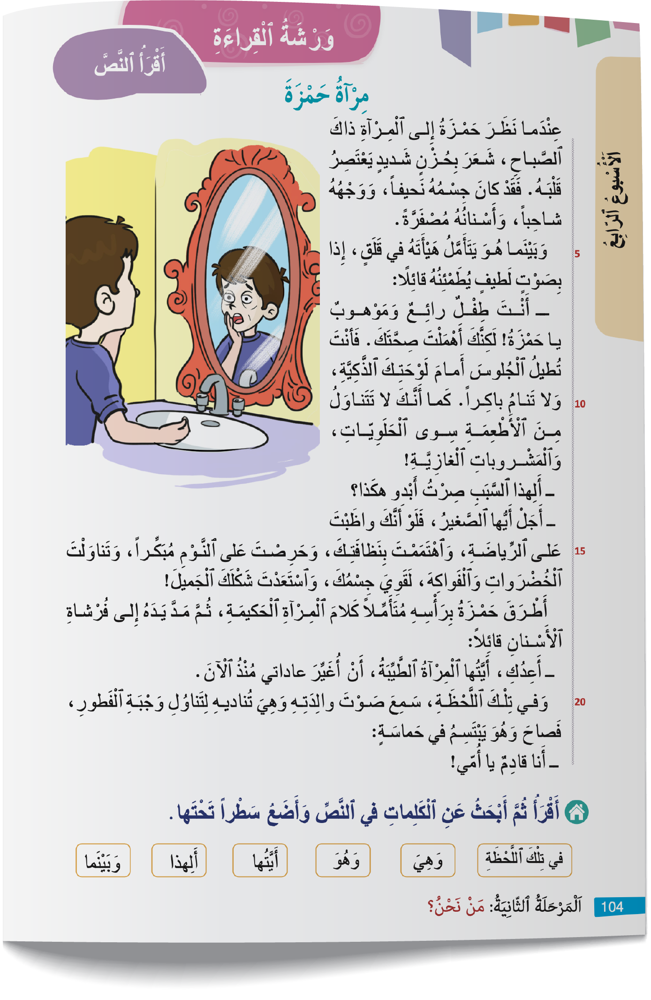 وَرْشَةُ ٱلْقِراءَةِ
أَقْرَأُ ٱلنَّصَّ
مِرْآةُ حَمْزَةَ
ٱلْأُسْبوعُ ٱلرّابِعُ
عِنْدَما نَظَرَ حَمْزَةُ إِلى ٱلْمِرْآةِ ذاكَ
ٱلصَّباحِ، شَعَرَ بِحُزْنٍ شَديدٍ يَعْتَصِرُ
قَلْبَهُ. فَقَدْ كانَ جِسْمُهُ نَحيفاً، وَوَجْهُهُ
شاحِباً، وَأَسْنانُهُ مُصْفَرَّةً.
5 وَبَيْنَما هُوَ يَتَأَمَّلُ هَيْأَتَهُ في قَلَقٍ، إِذا
بِصَوْتٍ لَطيفٍ يُطَمْئِنُهُ قائِلًا:
ـ أَنْتَ طِفْلٌ رائِعٌ وَمَوْهوبٌ
يا حَمْزَةُ! لَكِنَّكَ أَهْمَلْتَ صِحَّتَكَ. فَأَنْتَ
تُطيلُ ٱلْجُلوسَ أَمامَ لَوْحَتِكَ ٱلذَّكِيَّةِ،
10 وَلا تَنامُ باكِراً. كَما أَنَّكَ لا تَتَناوَلُ
مِنَ ٱلْأَطْعِمَةِ سِوى ٱلْحَلَوِيّاتِ،
وَٱلْمَشْروباتِ ٱلْغازِيَّةِ!
ـ أَلِهذا ٱلسَّبَبِ صِرْتُ أَبْدو هكَذا؟
ـ أَجَلْ أَيُّها ٱلصَّغيرُ، فَلَوْ أَنَّكَ واظَبْتَ
15 عَلى ٱلرِّياضَةِ، وَٱهْتَمَمْتَ بِنَظافَتِكَ، وَحَرِصْتَ عَلى ٱلنَّوْمِ مُبَكِّراً، وَتَناوَلْتَ
ٱلْخُضْرَواتِ وَٱلْفَواكِهَ، لَقَوِيَ جِسْمُكَ، وَٱسْتَعَدْتَ شَكْلَكَ ٱلْجَميلَ!
أَطْرَقَ حَمْزَةُ بِرَأْسِهِ مُتَأَمِّلاً كَلامَ ٱلْمِرْآةِ ٱلْحَكيمَةِ، ثُمَّ مَدَّ يَدَهُ إِلى فُرْشاةِ
ٱلْأَسْنانِ قائِلاً:
ـ أَعِدُكِ، أَيَّتُها ٱلْمِرْآةُ ٱلطَّيِّبَةُ، أَنْ أُغَيِّرَ عاداتي مُنْذُ ٱلْآنَ.
20 وَفي تِلْكَ ٱللَّحْظَةِ، سَمِعَ صَوْتَ والِدَتِهِ وَهِيَ تُناديهِ لِتَناوُلِ وَجْبَةِ ٱلْفَطورِ،
فَصاحَ وَهُوَ يَبْتَسِمُ في حَماسَةٍ:
ـ أَنا قادِمٌ يا أُمّي!
أَقْرَأُ ثُمَّ أَبْحَثُ عَنِ ٱلْكَلِماتِ في ٱلنَّصِّ وَأَضَعُ سَطْراً تَحْتَها.
في تِلْكَ ٱللَّحْظَةِ وَهِيَ وَهُوَ أَيَّتُها أَلِهذا وَبَيْنَما
104 اَلْمَرْحَلَةُ ٱلثّانِيَةُ: مَنْ نَحْنُ؟